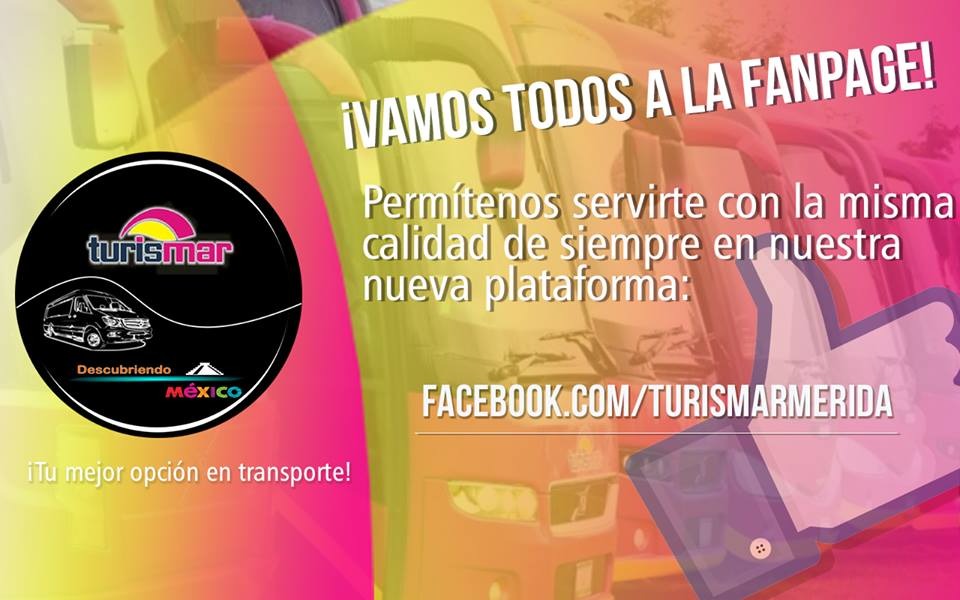 ¡VAMOS TODOS A LA FANPAGE!
Permítenos servirte con la misma
calidad de siempre en nuestra
nueva plataforma:
FACEBOOK.COM/TURISMARMERIDA
turismar
Descubriendo
MéXICO
¡Tu mejor opción en transporte!